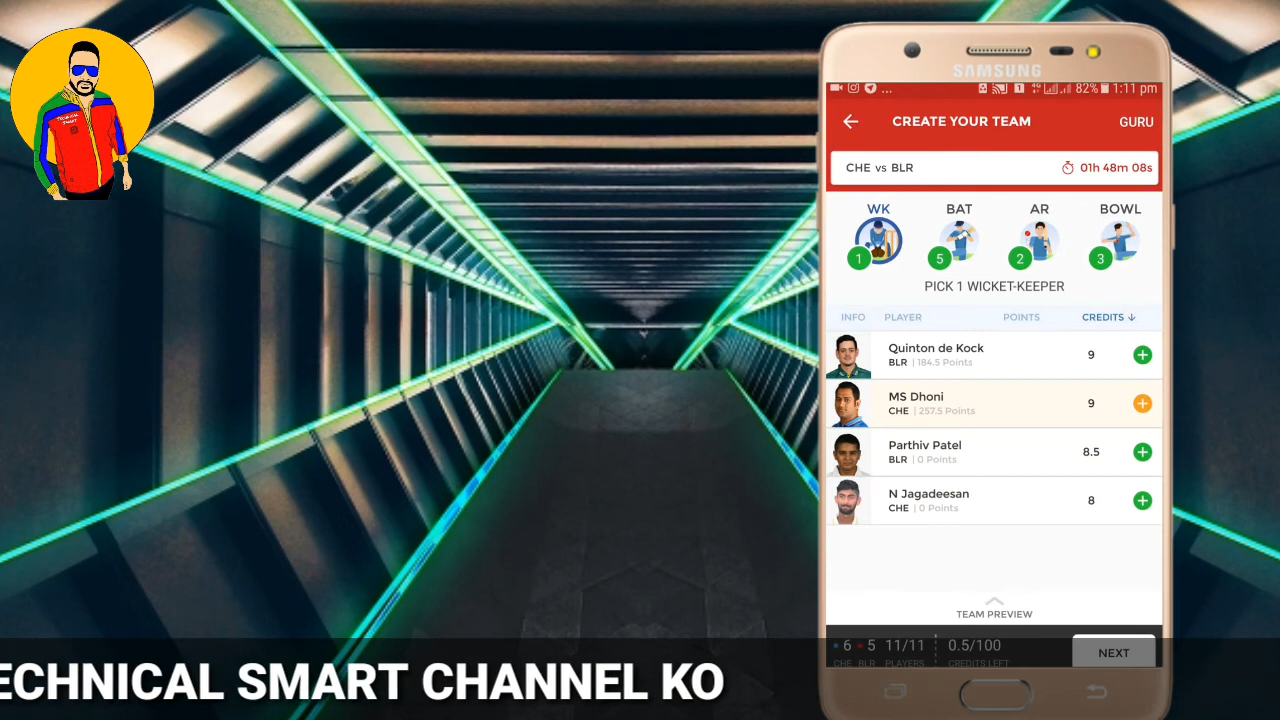 SAMSUNG
... 4G 82% 1:11 pm
CREATE YOUR TEAM GURU
CHE vs BLR 01h 48m 08s
WK BAT AR BOWL
1 5 2 3
PICK 1 WICKET-KEEPER
INFO PLAYER POINTS CREDITS
Quinton de Kock
BLR | 184.5 Points
9
MS Dhoni
CHE | 257.5 Points
9
Parthiv Patel
BLR | 0 Points
8.5
N Jagadeesan
CHE | 0 Points
8
TEAM PREVIEW
6 5 11/11 0.5/100
CHE BLR PLAYERS CREDITS LEFT
NEXT
TECHNICAL SMART
ECHNICAL SMART CHANNEL KO